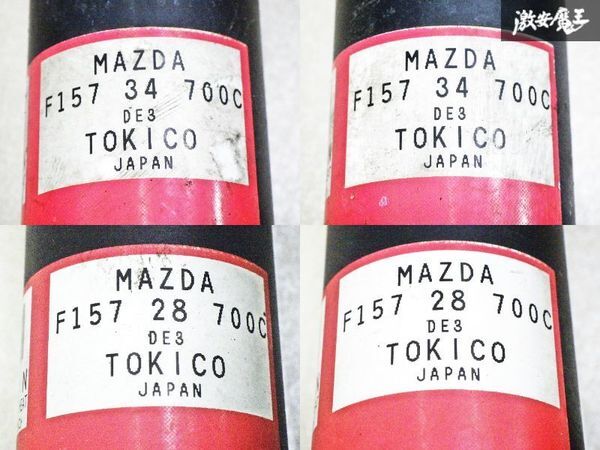 激安魔王
MAZDA
F157 34 700C
DE3
TOKICO
JAPAN
MAZDA
F157 34 700C
DE3
TOKICO
JAPAN
MAZDA
F157 28 700C
DE3
TOKICO
JAPAN
MAZDA
F157 28 700C
DE3
TOKICO
JAPAN